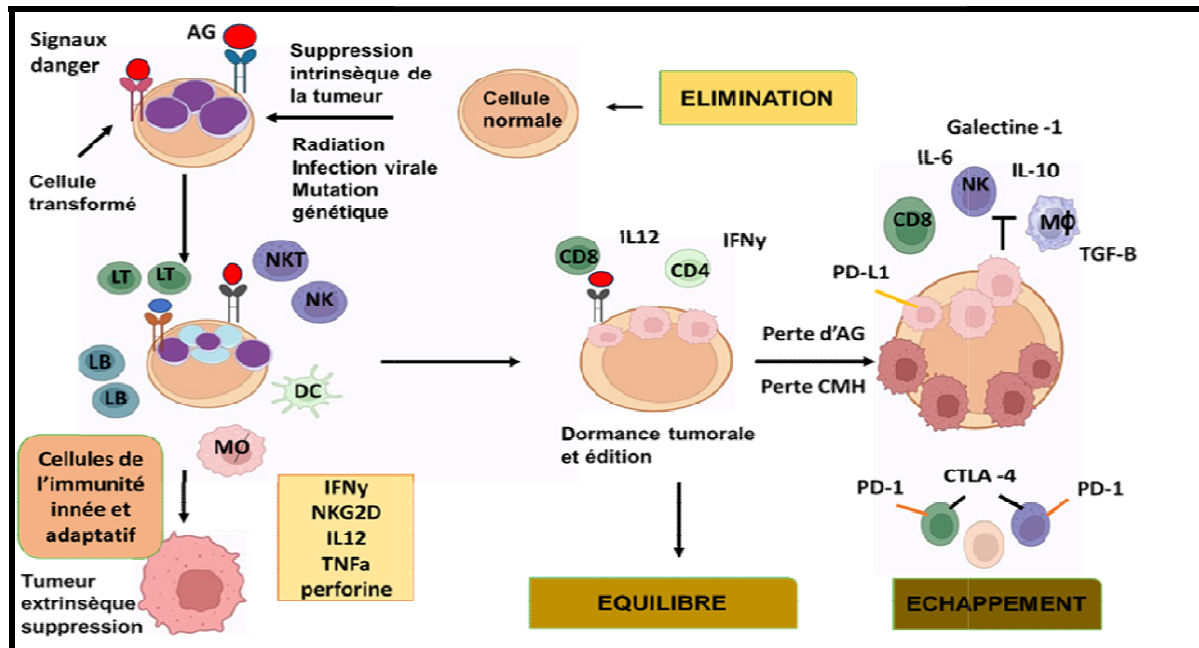 Signaux
danger
AG
Suppression
intrinsèque de
la tumeur
Cellule
normale
ELIMINATION
Radiation
Infection virale
Mutation
génétique
Cellule
transformé
LT
LT
NKT
NK
LB
LB
DC
MO
Cellules de
l'immunité
innée et
adaptatif
IFNy
NKG2D
IL12
TNFa
perforine
Tumeur
extrinsèque
suppression
CD8
IL12
IFNy
CD4
Dormance tumorale
et édition
EQUILIBRE
Perte d'AG
Perte CMH
Galectine -1
IL-6
NK
IL-10
CD8
Mϕ
TGF-B
PD-L1
CTLA -4
PD-1
PD-1
ECHAPPEMENT